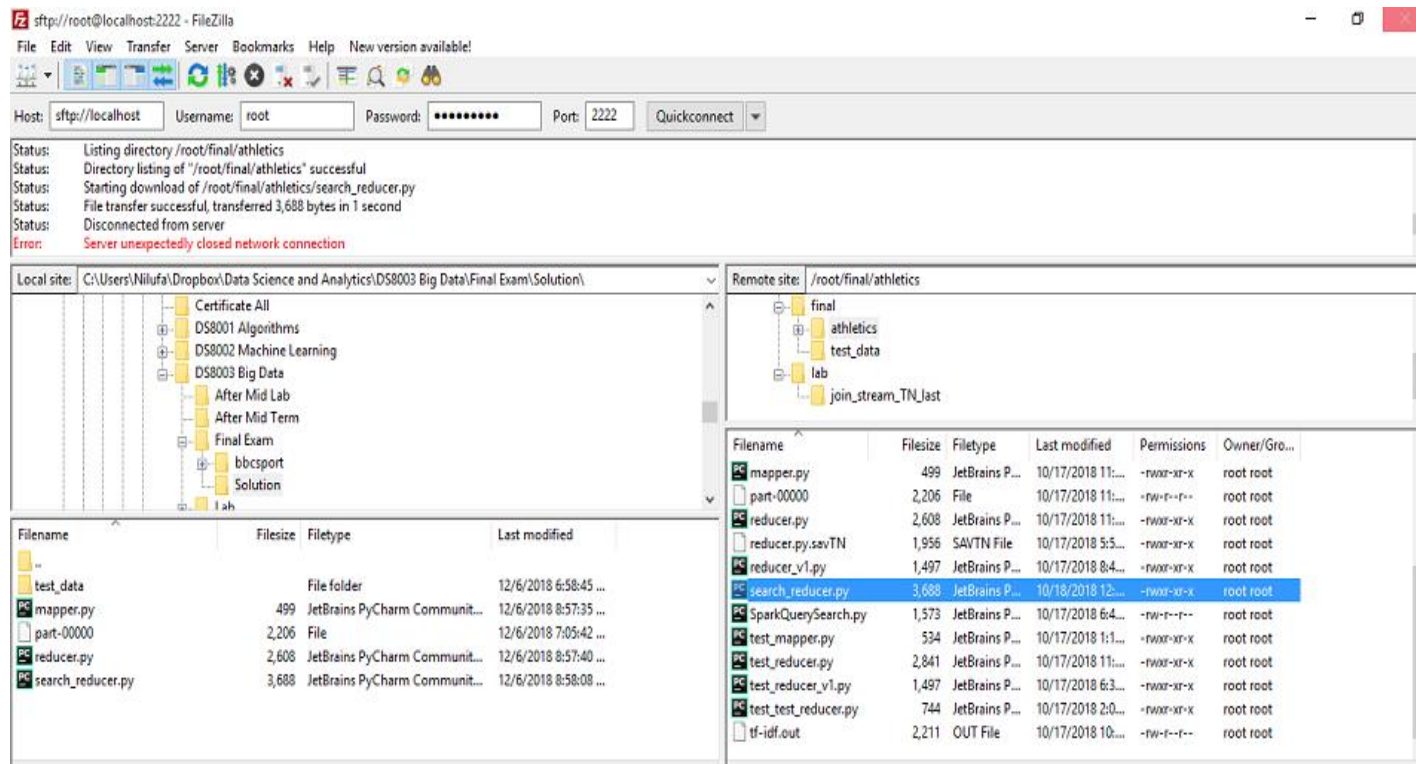 sftp://root@localhost:2222 - FileZilla
File Edit View Transfer Server Bookmarks Help New version available!
Host: sftp://localhost Username: root Password: ●●●●●●●●● Port: 2222 Quickconnect
Status: Listing directory /root/final/athletics
Status: Directory listing of "/root/final/athletics" successful
Status: Starting download of /root/final/athletics/search_reducer.py
Status: File transfer successful, transferred 3,688 bytes in 1 second
Status: Disconnected from server
Error: Server unexpectedly closed network connection
Local site: C:\Users\Nilufa\Dropbox\Data Science and Analytics\DS8003 Big Data\Final Exam\Solution\
Certificate All
DS8001 Algorithms
DS8002 Machine Learning
DS8003 Big Data
After Mid Lab
After Mid Term
Final Exam
bbcsport
Solution
Lab
Filename Filesize Filetype Last modified
..
test_data File folder 12/6/2018 6:58:45 ...
mapper.py 499 JetBrains PyCharm Communit... 12/6/2018 8:57:35 ...
part-00000 2,206 File 12/6/2018 7:05:42 ...
reducer.py 2,608 JetBrains PyCharm Communit... 12/6/2018 8:57:40 ...
search_reducer.py 3,688 JetBrains PyCharm Communit... 12/6/2018 8:58:08 ...
Remote site: /root/final/athletics
final
athletics
test_data
lab
join_stream_TN_last
Filename Filesize Filetype Last modified Permissions Owner/Gro...
mapper.py 499 JetBrains P... 10/17/2018 11:... -rwxr-xr-x root root
part-00000 2,206 File 10/17/2018 11:... -rw-r--r-- root root
reducer.py 2,608 JetBrains P... 10/17/2018 11:... -rwxr-xr-x root root
reducer.py.savTN 1,956 SAVTN File 10/17/2018 5:5... -rwxr-xr-x root root
reducer_v1.py 1,497 JetBrains P... 10/17/2018 8:4... -rwxr-xr-x root root
search_reducer.py 3,688 JetBrains P... 10/18/2018 12:... -rwxr-xr-x root root
SparkQuerySearch.py 1,573 JetBrains P... 10/17/2018 6:4... -rw-r--r-- root root
test_mapper.py 534 JetBrains P... 10/17/2018 1:1... -rwxr-xr-x root root
test_reducer.py 2,841 JetBrains P... 10/17/2018 11:... -rwxr-xr-x root root
test_reducer_v1.py 1,497 JetBrains P... 10/17/2018 6:3... -rwxr-xr-x root root
test_test_reducer.py 744 JetBrains P... 10/17/2018 2:0... -rwxr-xr-x root root
tf-idf.out 2,211 OUT File 10/17/2018 10:... -rw-r--r-- root root